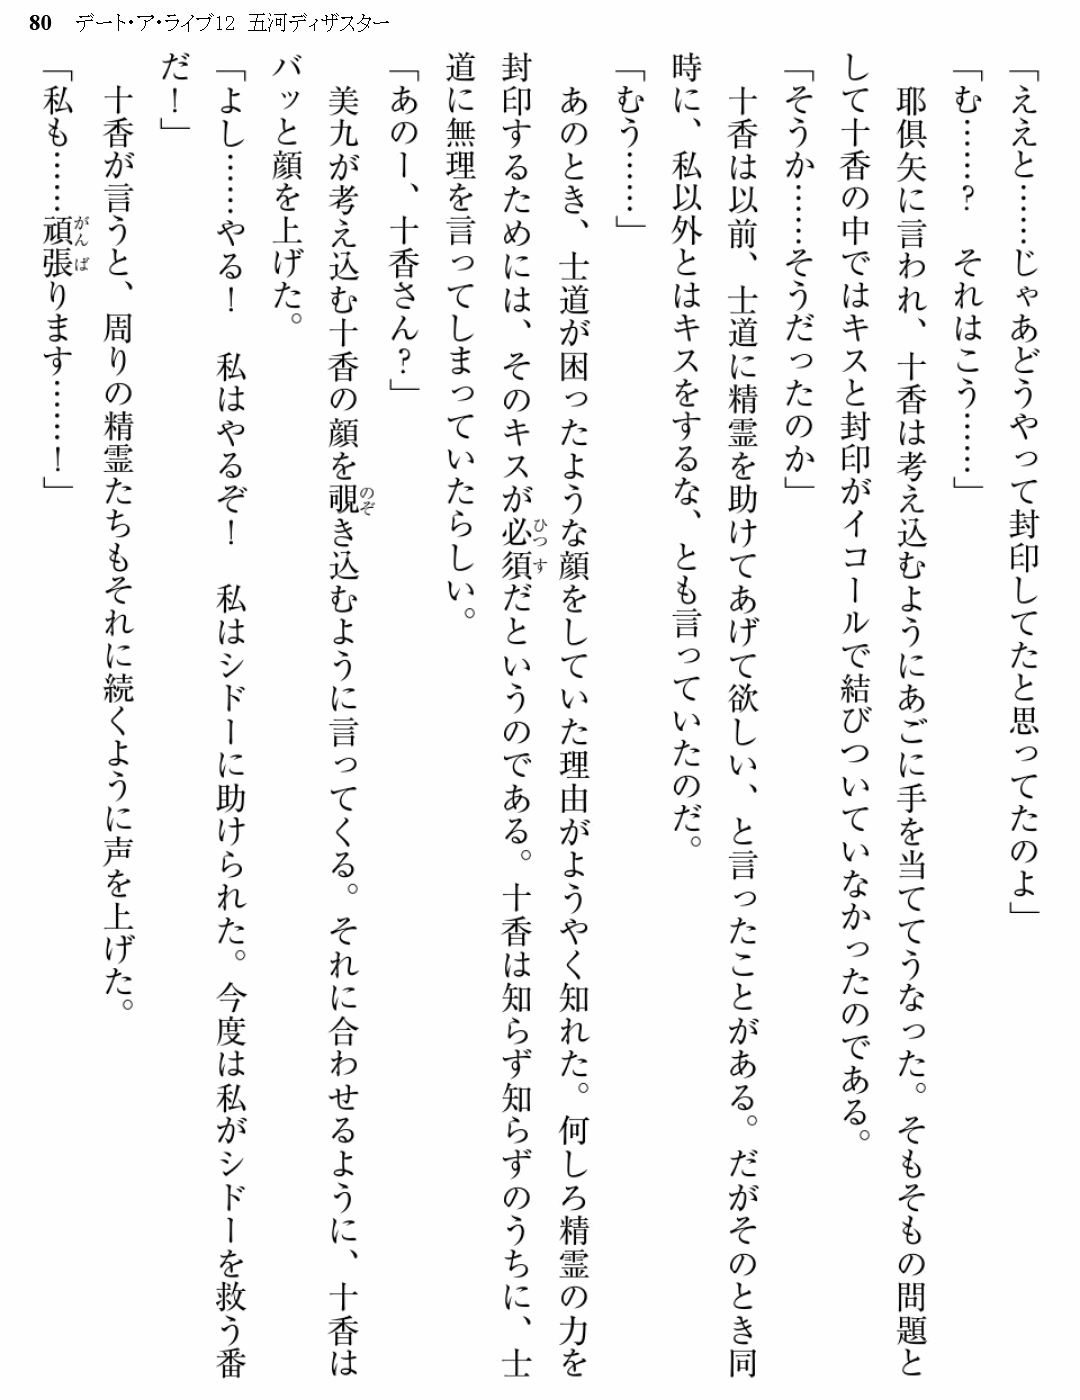 80 デート・ア・ライブ12 五河ディザスター
「ええと……じゃあどうやって封印してたと思ってたのよ」
「む……？　それはこう……」
　耶倶矢に言われ、十香は考え込むようにあごに手を当ててうなった。そもそもの問題と
して十香の中ではキスと封印がイコールで結びついていなかったのである。
「そうか……そうだったのか」
　十香は以前、士道に精霊を助けてあげて欲しい、と言ったことがある。だがそのとき同
時に、私以外とはキスをするな、とも言っていたのだ。
「むう……」
　あのとき、士道が困ったような顔をしていた理由がようやく知れた。何しろ精霊の力を
封印するためには、そのキスが必須ひつすだというのである。十香は知らず知らずのうちに、士
道に無理を言ってしまっていたらしい。
「あのー、十香さん？」
　美九が考え込む十香の顔を覗のぞき込むように言ってくる。それに合わせるように、十香は
バッと顔を上げた。
「よし……やる！　私はやるぞ！　私はシドーに助けられた。今度は私がシドーを救う番
だ！」
　十香が言うと、周りの精霊たちもそれに続くように声を上げた。
「私も……頑張がんばります……！」